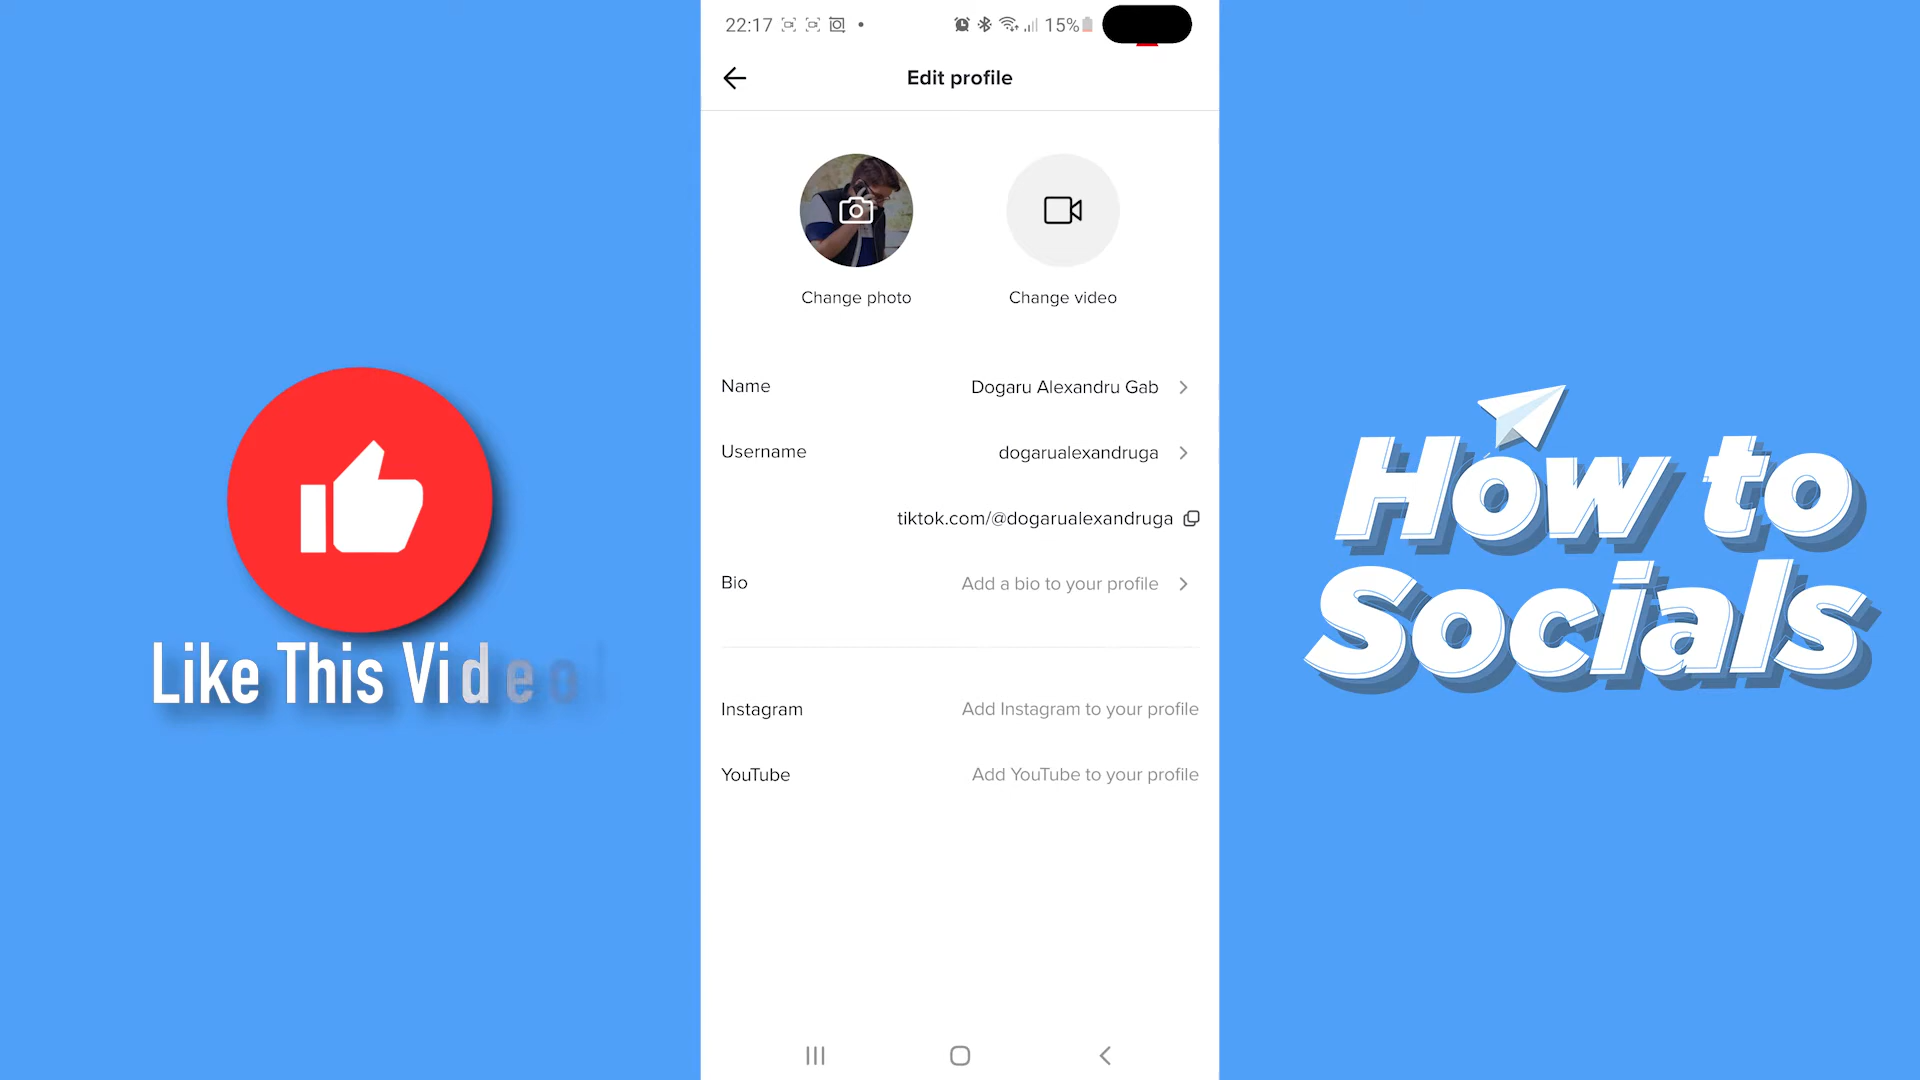 22:17
15%
Edit profile
Change photo
Change video
Name
Dogaru Alexandru Gab
Username
dogarualexandruga
tiktok.com/@dogarualexandruga
Bio
Add a bio to your profile
Instagram
Add Instagram to your profile
YouTube
Add YouTube to your profile
Like This Video
How to
Socials